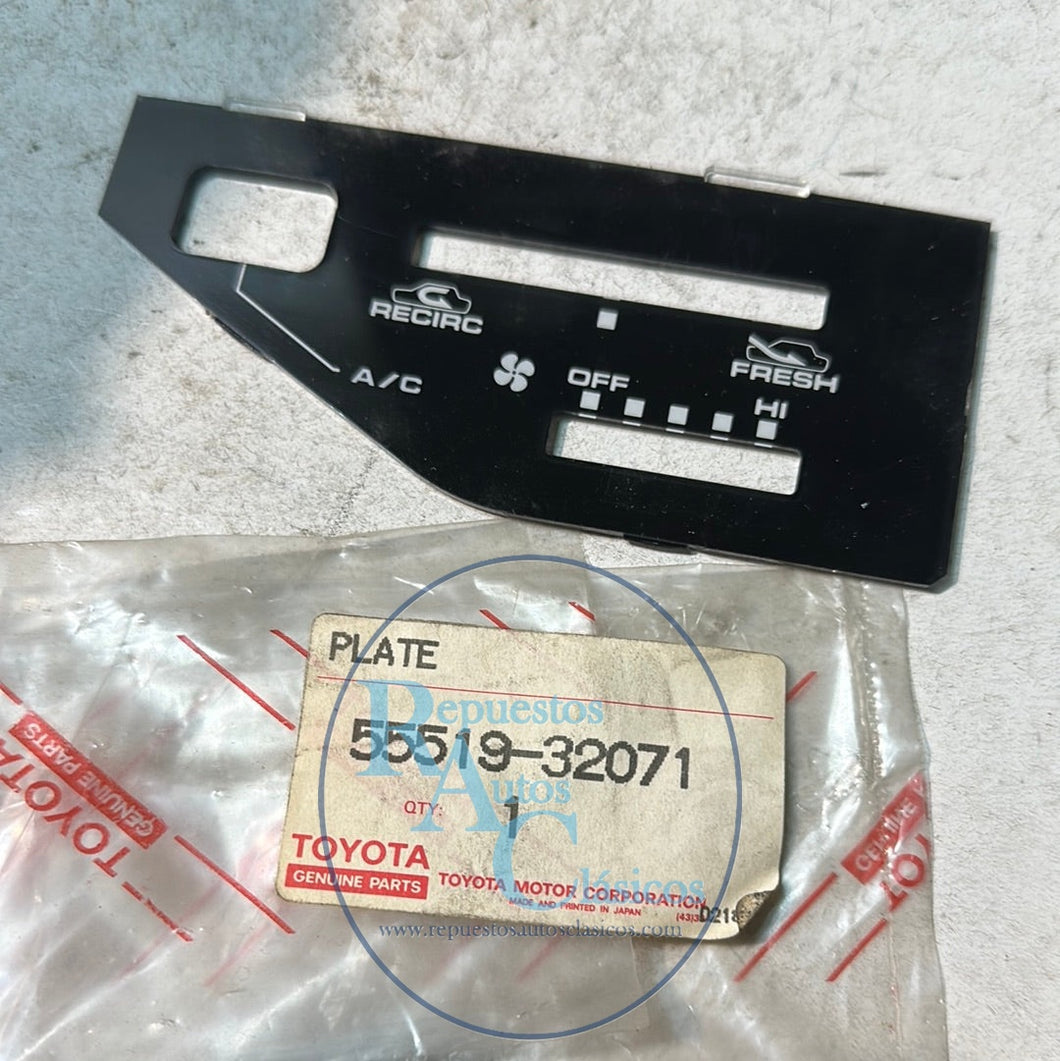 RECIRC
FRESH
A/C
OFF
HI
PLATE
55519-32071
QTY: 1
TOYOTA
GENUINE PARTS
TOYOTA MOTOR CORPORATION
MADE AND PRINTED IN JAPAN
Repuestos
Autos
Clásicos
www.repuestosautosclasicos.com
TOYOTA
GENUINE PARTS